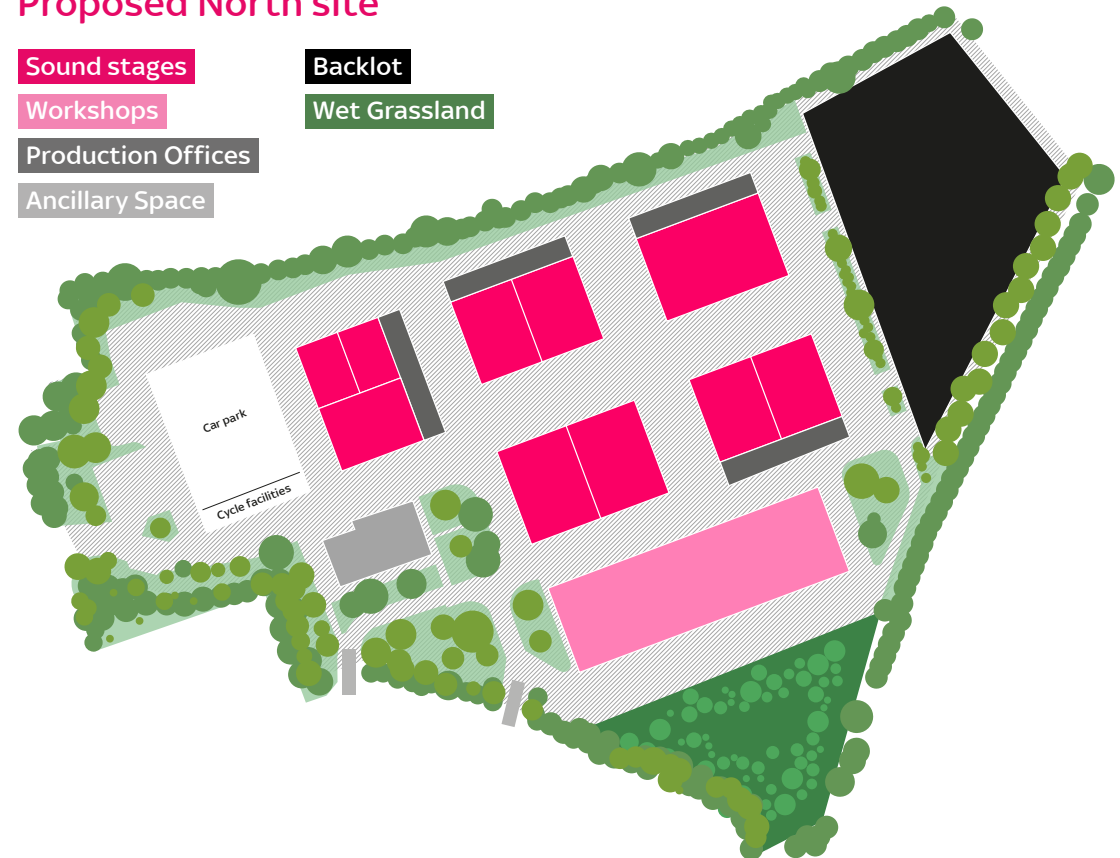 Proposed North site
Sound stages
Workshops
Production Offices
Ancillary Space
Backlot
Wet Grassland
Car park
Cycle facilities